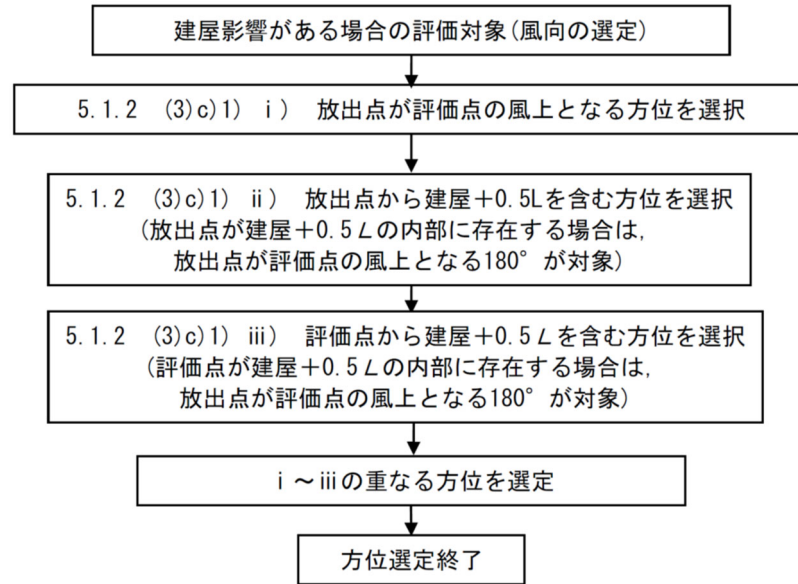 建屋影響がある場合の評価対象(風向の選定)
5.1.2 (3)c)1) ⅰ) 放出点が評価点の風上となる方位を選択
5.1.2 (3)c)1) ⅱ) 放出点から建屋+0.5Lを含む方位を選択
(放出点が建屋+0.5Lの内部に存在する場合は,
放出点が評価点の風上となる180°が対象)
5.1.2 (3)c)1) ⅲ) 評価点から建屋+0.5Lを含む方位を選択
(評価点が建屋+0.5Lの内部に存在する場合は,
放出点が評価点の風上となる180°が対象)
ⅰ~ⅲの重なる方位を選定
方位選定終了